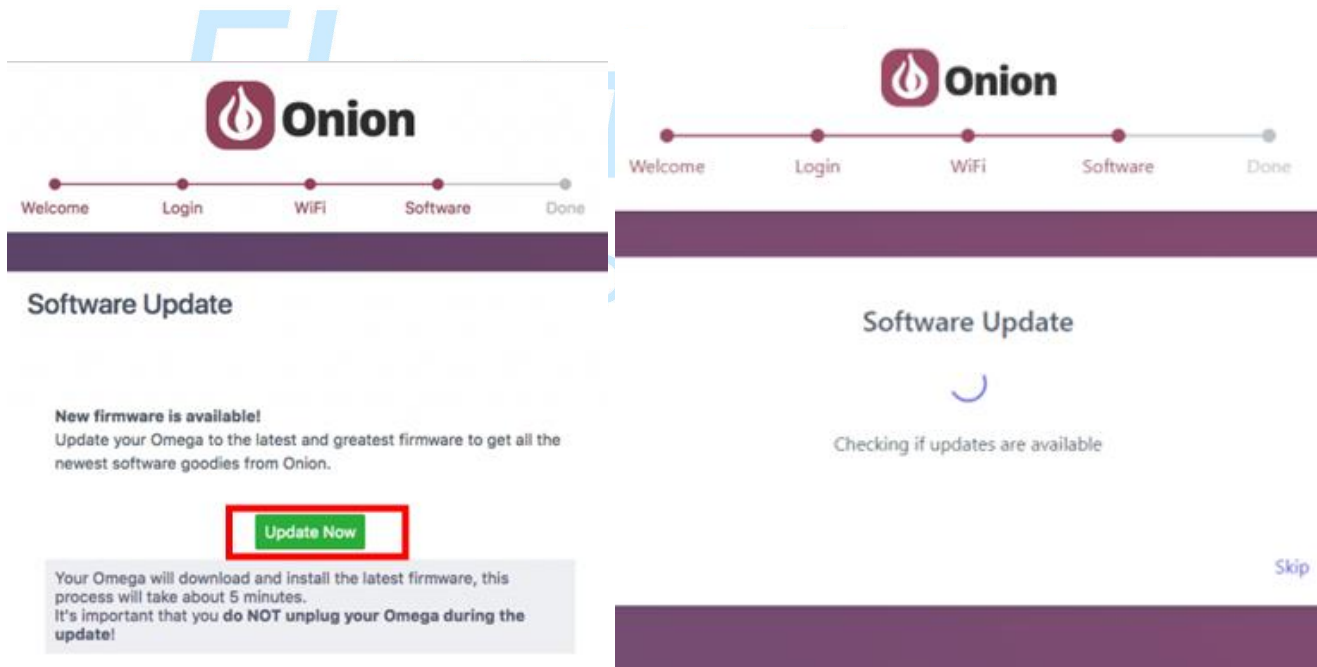 Onion
Welcome Login WiFi Software Done
Software Update
New firmware is available!
Update your Omega to the latest and greatest firmware to get all the
newest software goodies from Onion.
Update Now
Your Omega will download and install the latest firmware, this
process will take about 5 minutes.
It's important that you do NOT unplug your Omega during the
update!
Onion
Welcome Login WiFi Software Done
Software Update
Checking if updates are available
Skip